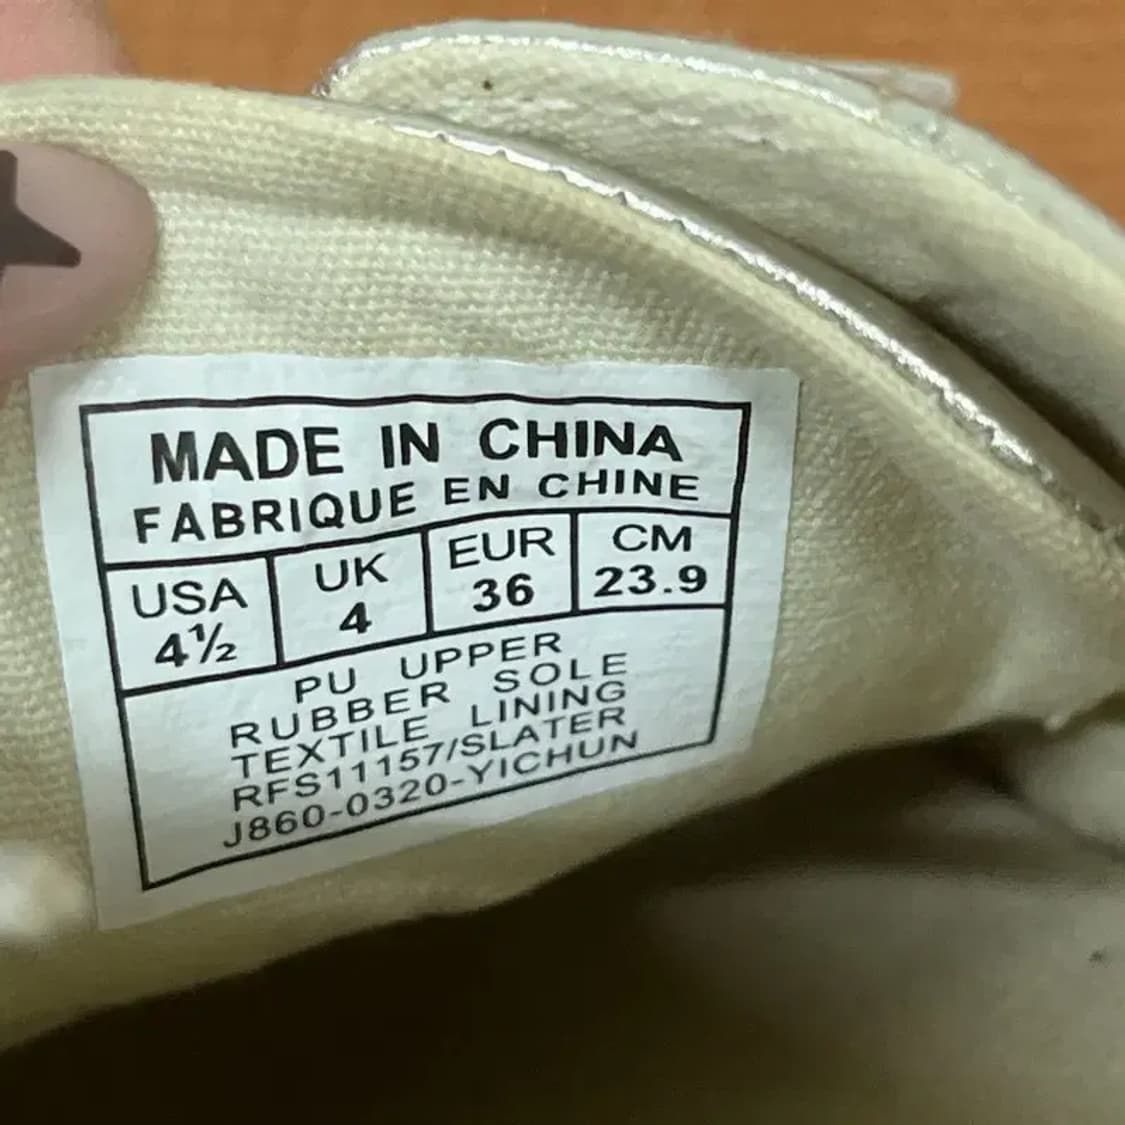 MADE IN CHINA
FABRIQUE EN CHINE
USA UK EUR CM
4½ 4 36 23.9
PU UPPER
RUBBER SOLE
TEXTILE LINING
RFS11157/SLATER
J860-0320-YICHUN